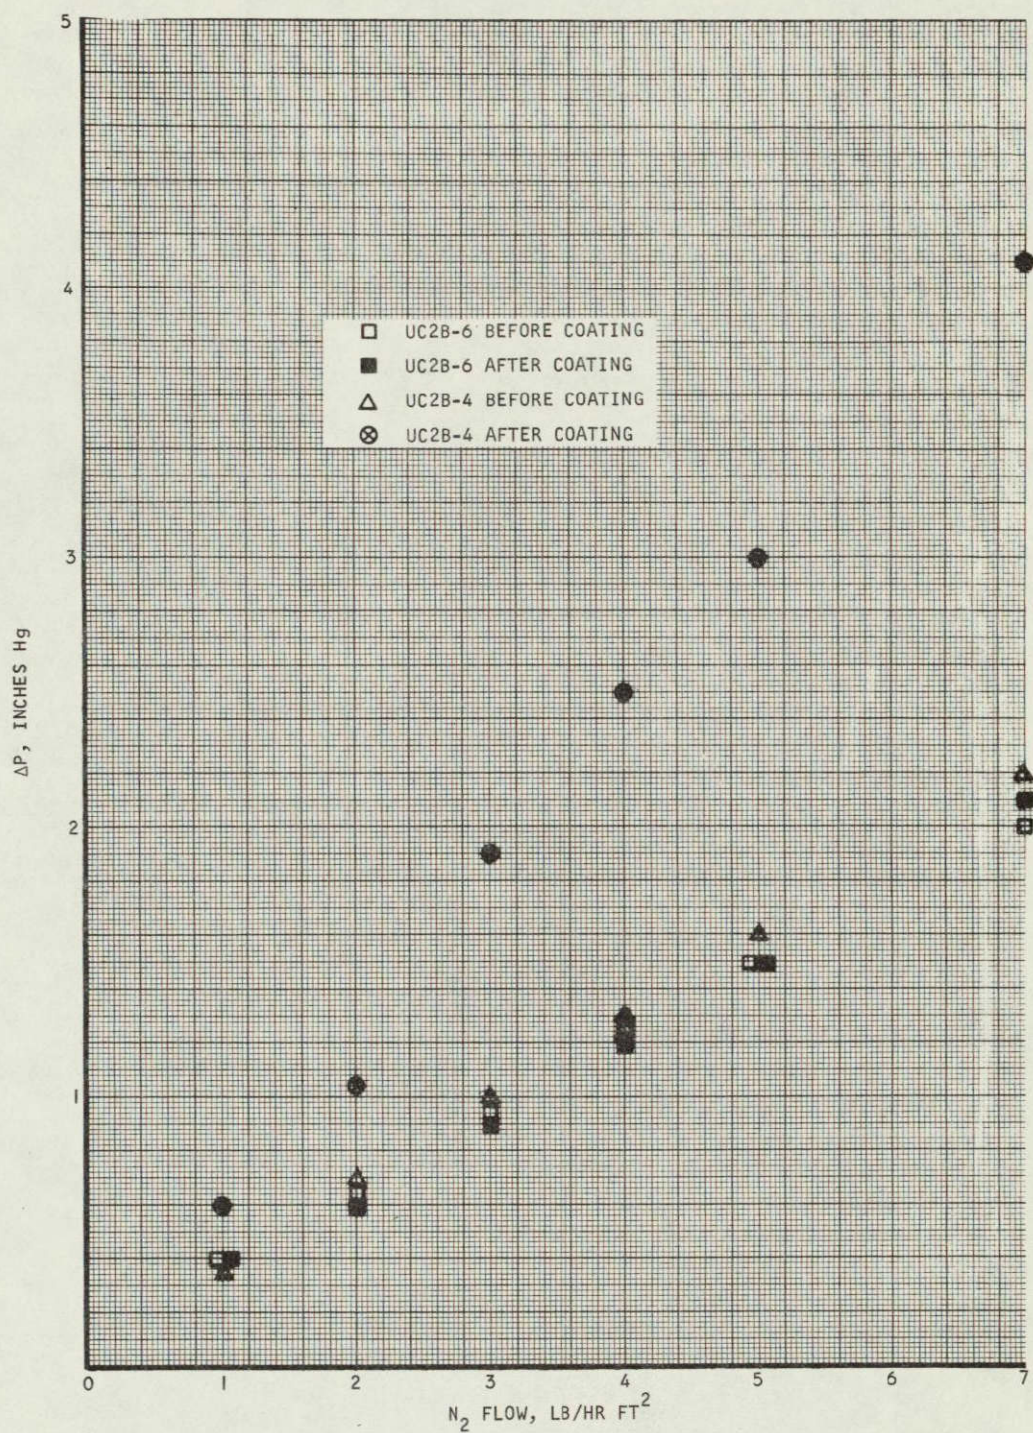 5
4
UC2B-6 BEFORE COATING
UC2B-6 AFTER COATING
UC2B-4 BEFORE COATING
UC2B-4 AFTER COATING
3
ΔP, INCHES Hg
2
1
0 1 2 3 4 5 6 7
N₂ FLOW, LB/HR FT²